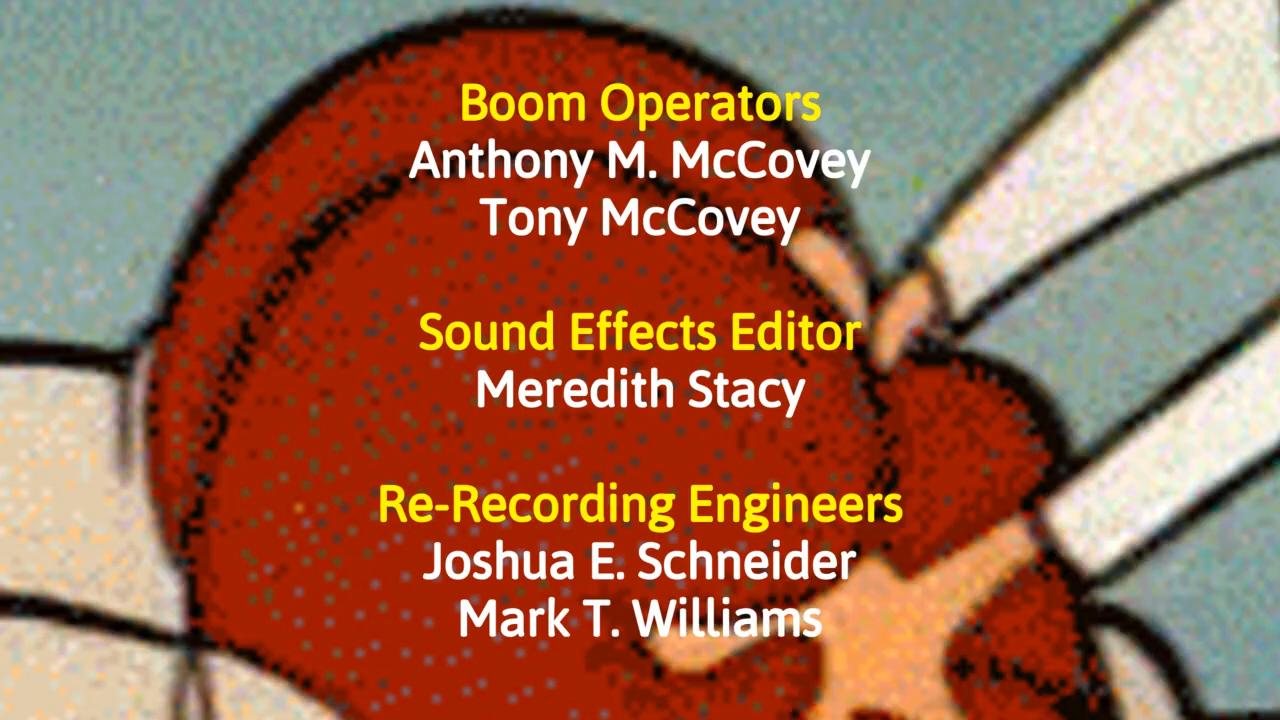 Boom Operators
Anthony M. McCovey
Tony McCovey
Sound Effects Editor
Meredith Stacy
Re-Recording Engineers
Joshua E. Schneider
Mark T. Williams